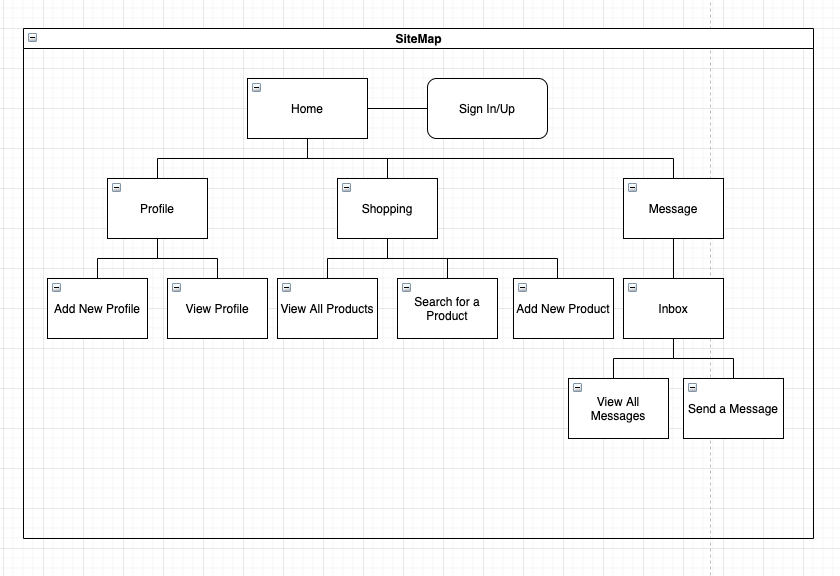 SiteMap
Home
Sign In/Up
Profile
Shopping
Message
Add New Profile
View Profile
View All Products
Search for a
Product
Add New Product
Inbox
View All
Messages
Send a Message